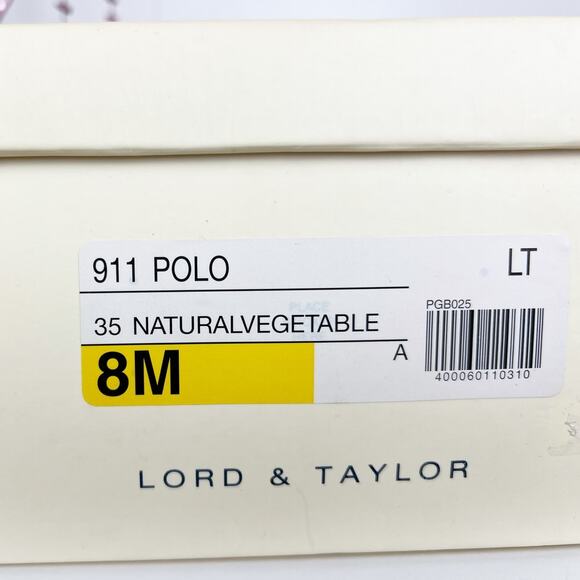 911 POLO
LT
35 NATURALVEGETABLE
PGB025
8M
A
400060110310
LORD & TAYLOR